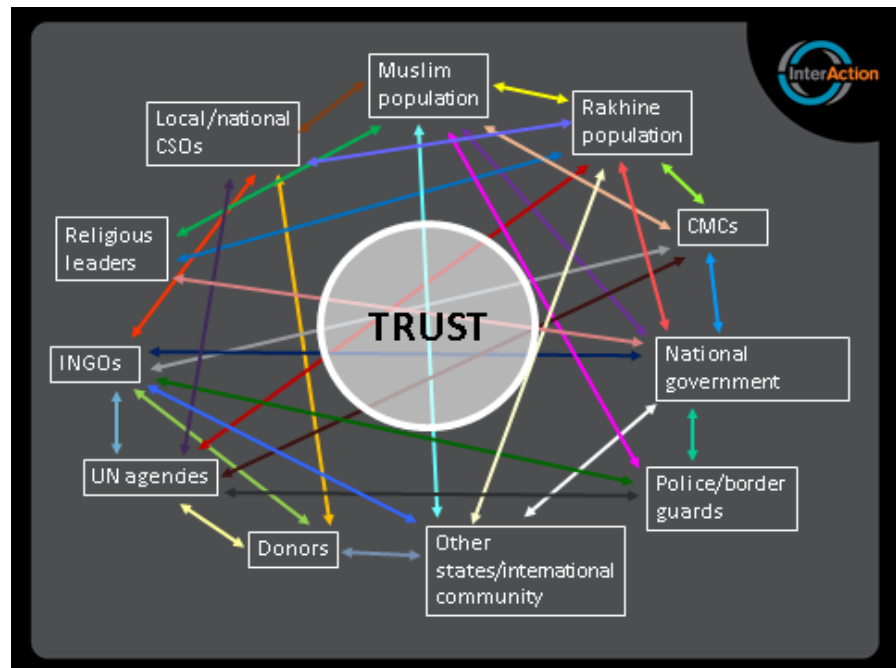 InterAction
Muslim
population
Local/national
CSOs
Rakhine
population
Religious
leaders
CMCs
TRUST
INGOs
National
government
UN agencies
Police/border
guards
Donors
Other
states/international
community